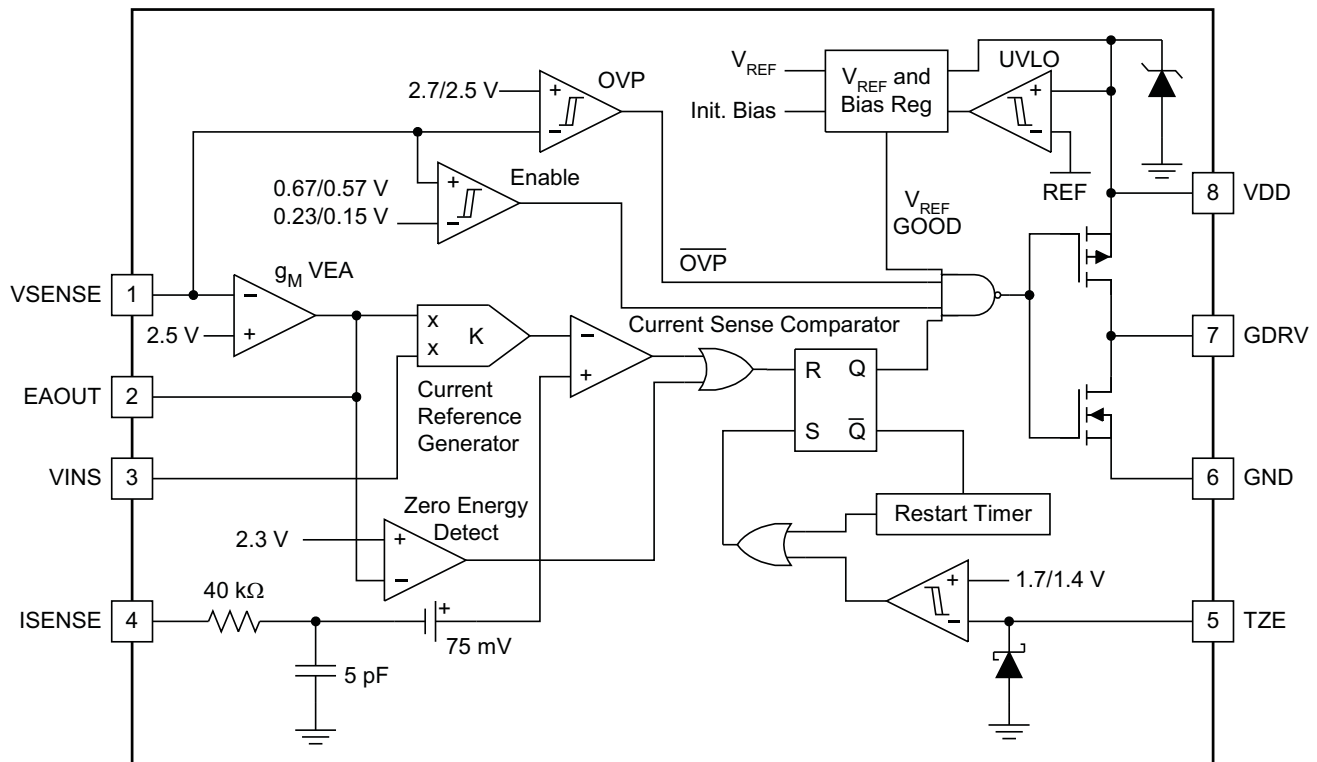 OVP
2.7/2.5 V
+
−
V_REF
Init. Bias
V_REF and
Bias Reg
UVLO
+
−
REF
0.67/0.57 V
0.23/0.15 V
+
−
Enable
V_REF
GOOD
8 VDD
OVP
g_M VEA
VSENSE 1
−
+
2.5 V
x
x
K
Current
Reference
Generator
Current Sense Comparator
−
+
R Q
S Q
7 GDRV
EAOUT 2
VINS 3
6 GND
Zero Energy
Detect
2.3 V
+
−
Restart Timer
1.7/1.4 V
+
−
5 TZE
ISENSE 4
40 kΩ
+
75 mV
5 pF